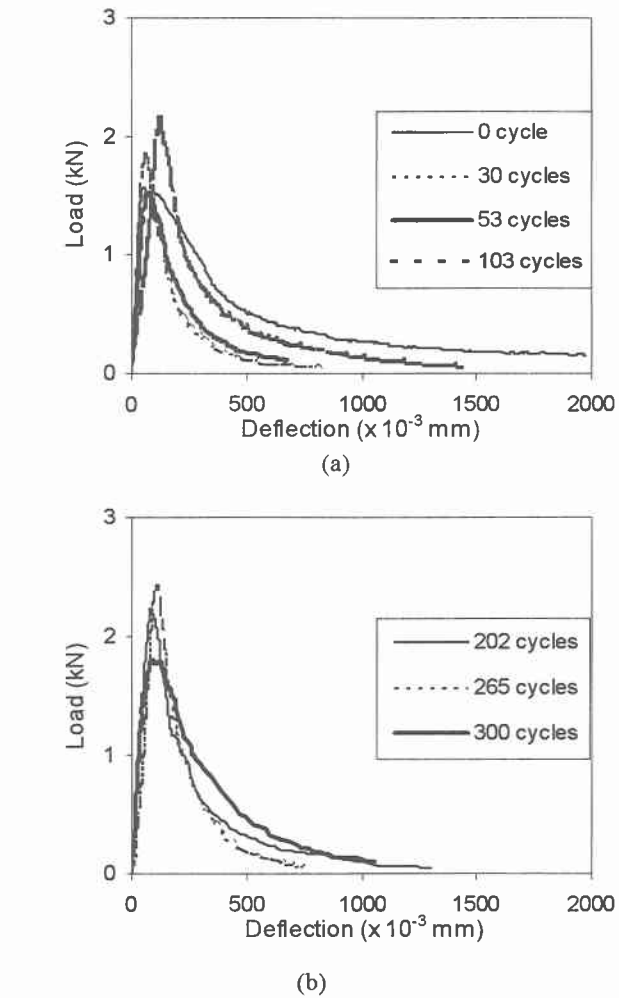 3
2
1
0
Load (kN)
0 cycle
30 cycles
53 cycles
103 cycles
0 500 1000 1500 2000
Deflection (x 10-3 mm)
(a)
3
2
1
0
Load (kN)
202 cycles
265 cycles
300 cycles
0 500 1000 1500 2000
Deflection (x 10-3 mm)
(b)